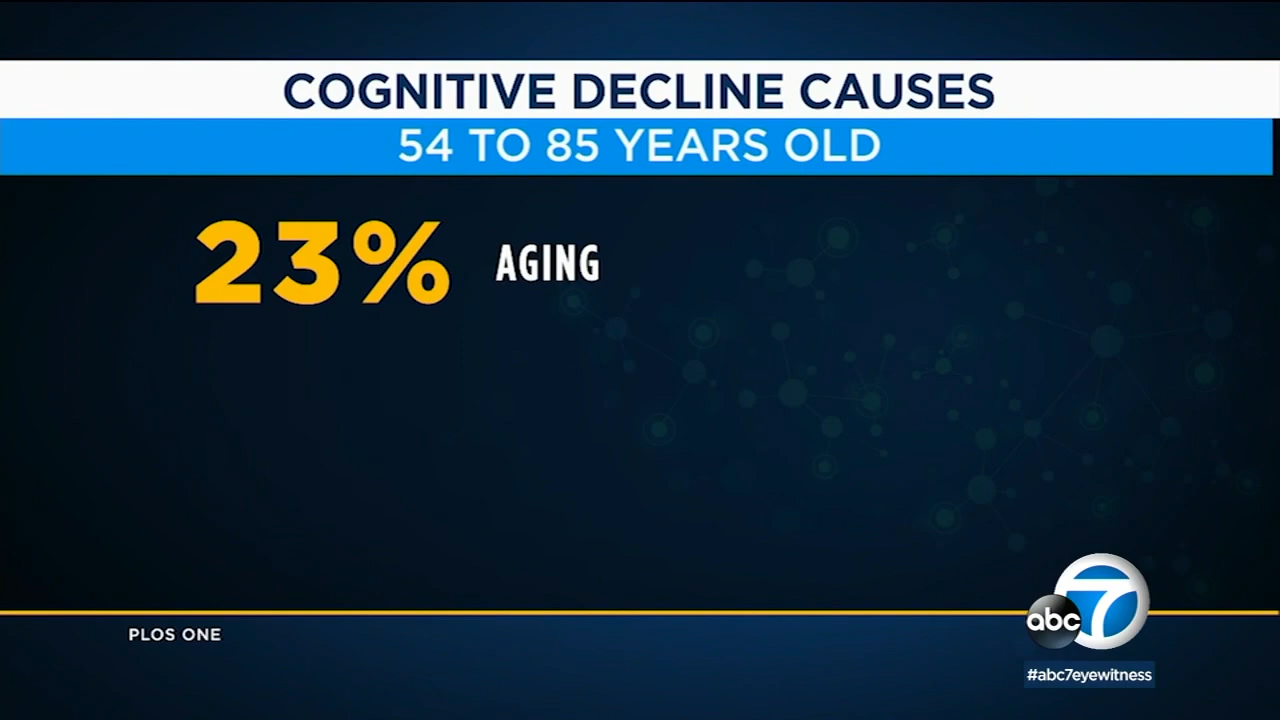 COGNITIVE DECLINE CAUSES
54 TO 85 YEARS OLD
23% AGING
PLOS ONE
abc 7
#abc7eyewitness